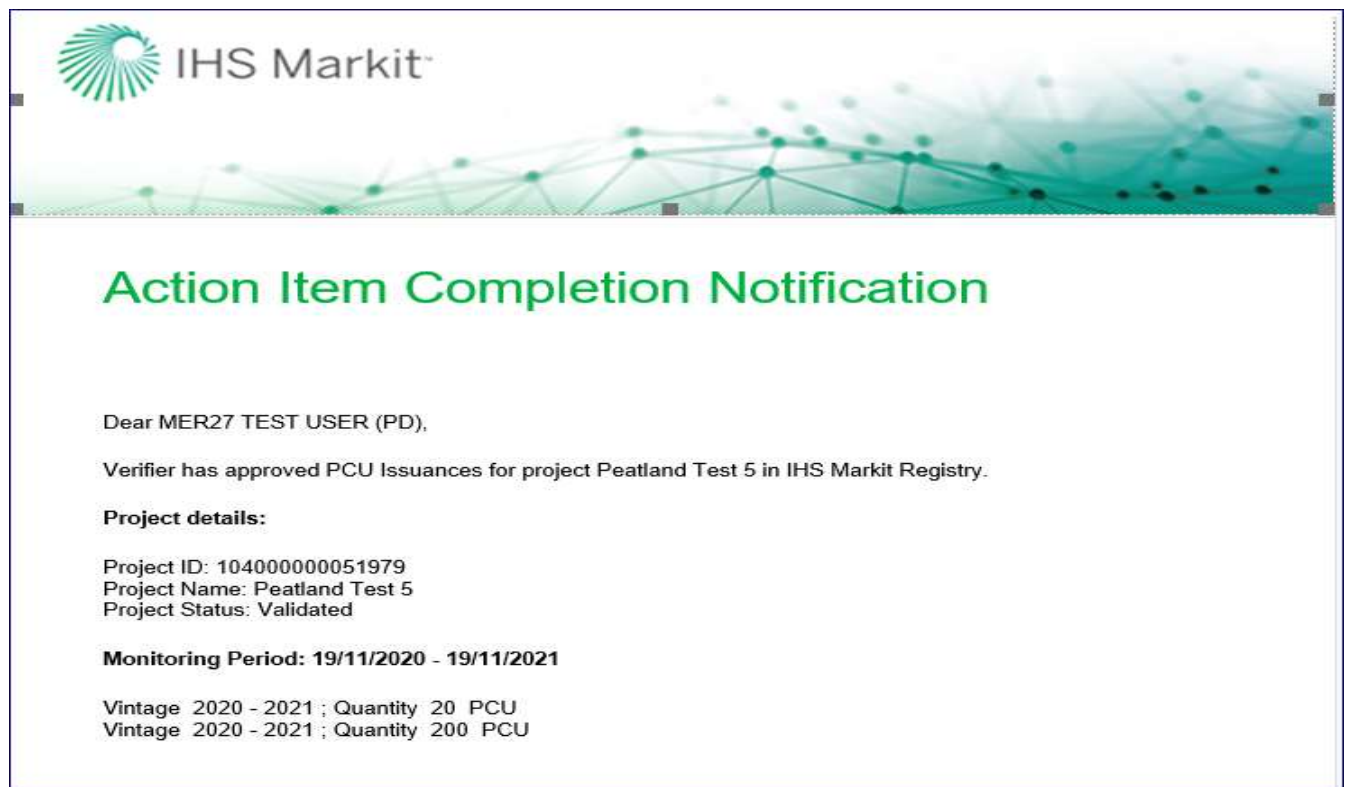 IHS Markit™
Action Item Completion Notification
Dear MER27 TEST USER (PD),
Verifier has approved PCU Issuances for project Peatland Test 5 in IHS Markit Registry.
Project details:
Project ID: 104000000051979
Project Name: Peatland Test 5
Project Status: Validated
Monitoring Period: 19/11/2020 - 19/11/2021
Vintage 2020 - 2021 ; Quantity 20 PCU
Vintage 2020 - 2021 ; Quantity 200 PCU